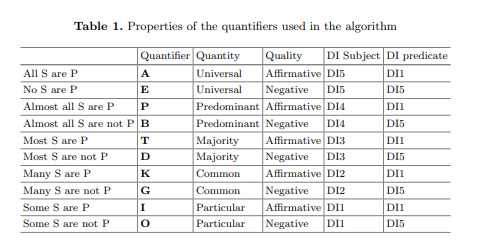 Table 1. Properties of the quantifiers used in the algorithm
Quantifier Quantity Quality DI Subject DI predicate
All S are P A Universal Affirmative DI5 DI1
No S are P E Universal Negative DI5 DI5
Almost all S are P P Predominant Affirmative DI4 DI1
Almost all S are not P B Predominant Negative DI4 DI5
Most S are P T Majority Affirmative DI3 DI1
Most S are not P D Majority Negative DI3 DI5
Many S are P K Common Affirmative DI2 DI1
Many S are not P G Common Negative DI2 DI5
Some S are P I Particular Affirmative DI1 DI1
Some S are not P O Particular Negative DI1 DI5